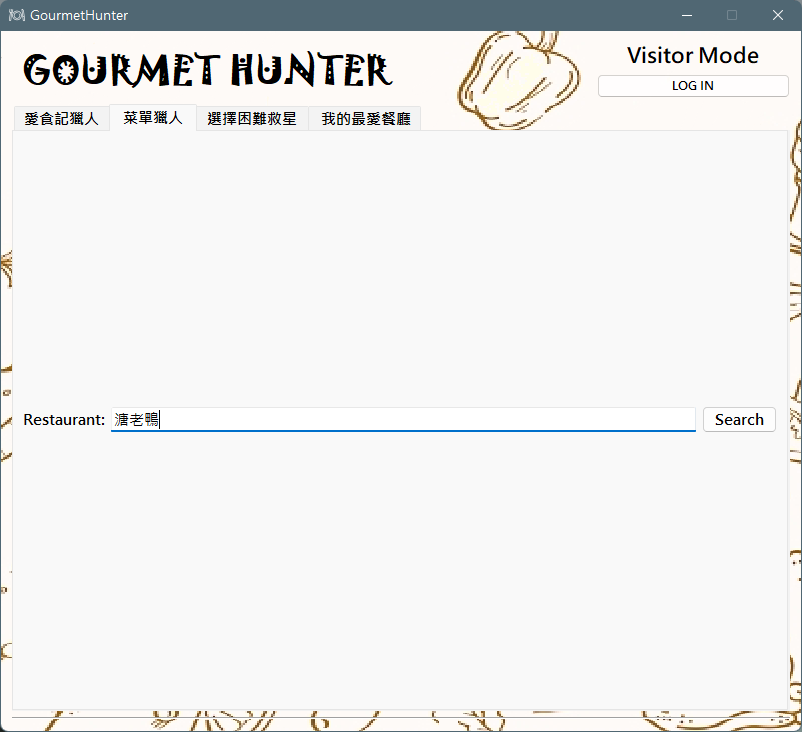 GourmetHunter
GOURMET HUNTER
Visitor Mode
LOG IN
愛食記獵人 菜單獵人 選擇困難救星 我的最愛餐廳
Restaurant: 溏老鴨 Search